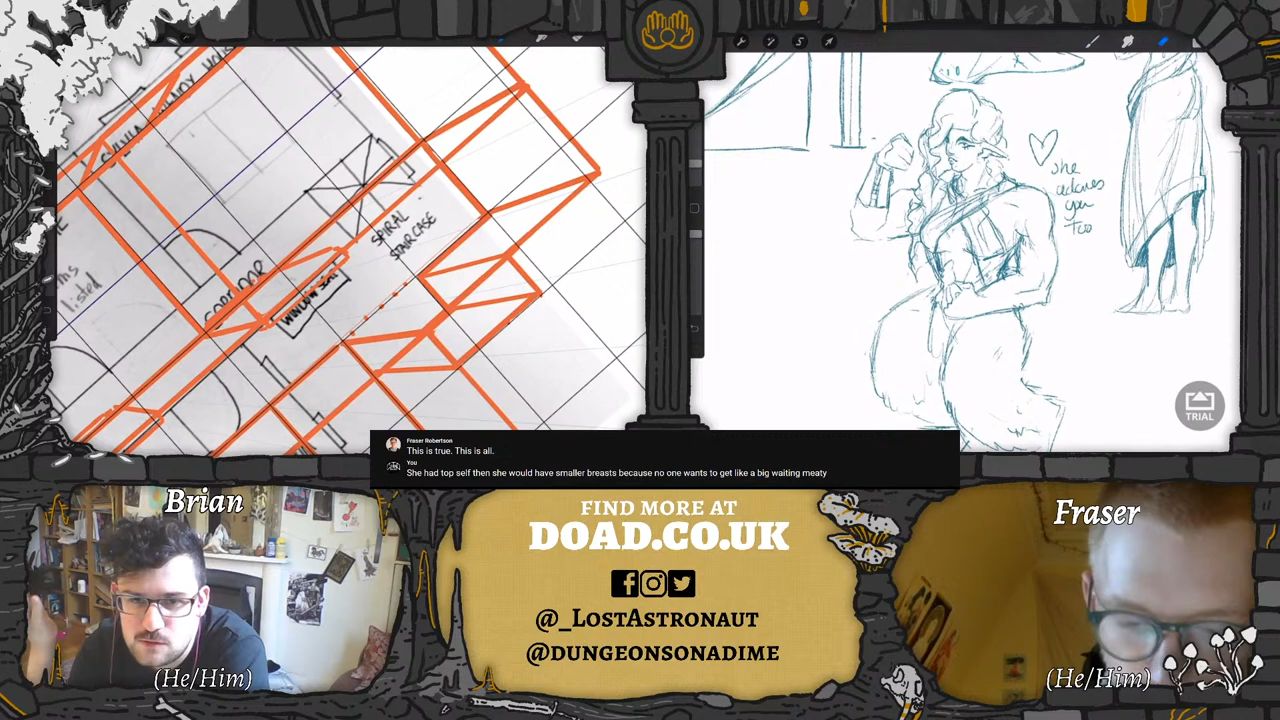 SPIRAL
STAIRCASE
CORRIDOR
WINDOW SEAT
listed
she
adores
you
too
TRIAL
Fraser Robertson
This is true. This is all.
You
She had top self then she would have smaller breasts because no one wants to get like a big waiting meaty
Brian
(He/Him)
FIND MORE AT
DOAD.CO.UK
@_LostAstronaut
@dungeonsonadime
Fraser
(He/Him)